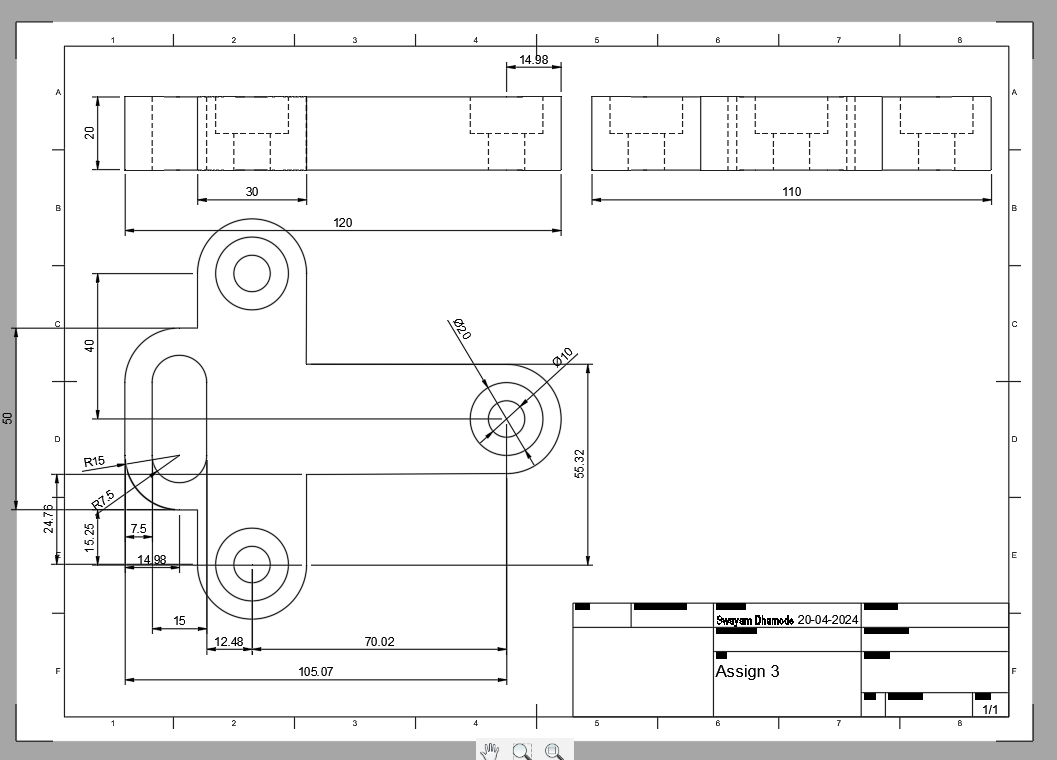 1 2 3 4 5 6 7 8
14.98
A A
20
30 110
B B
120
Ø20
Ø10
C C
40
50
D D
R15
55.32
R7.5
24.76
7.5
15.25
E E
14.98
15
Swayam Dhamode 20-04-2024
12.48 70.02
105.07
F F
Assign 3
1/1
1 2 3 4 5 6 7 8